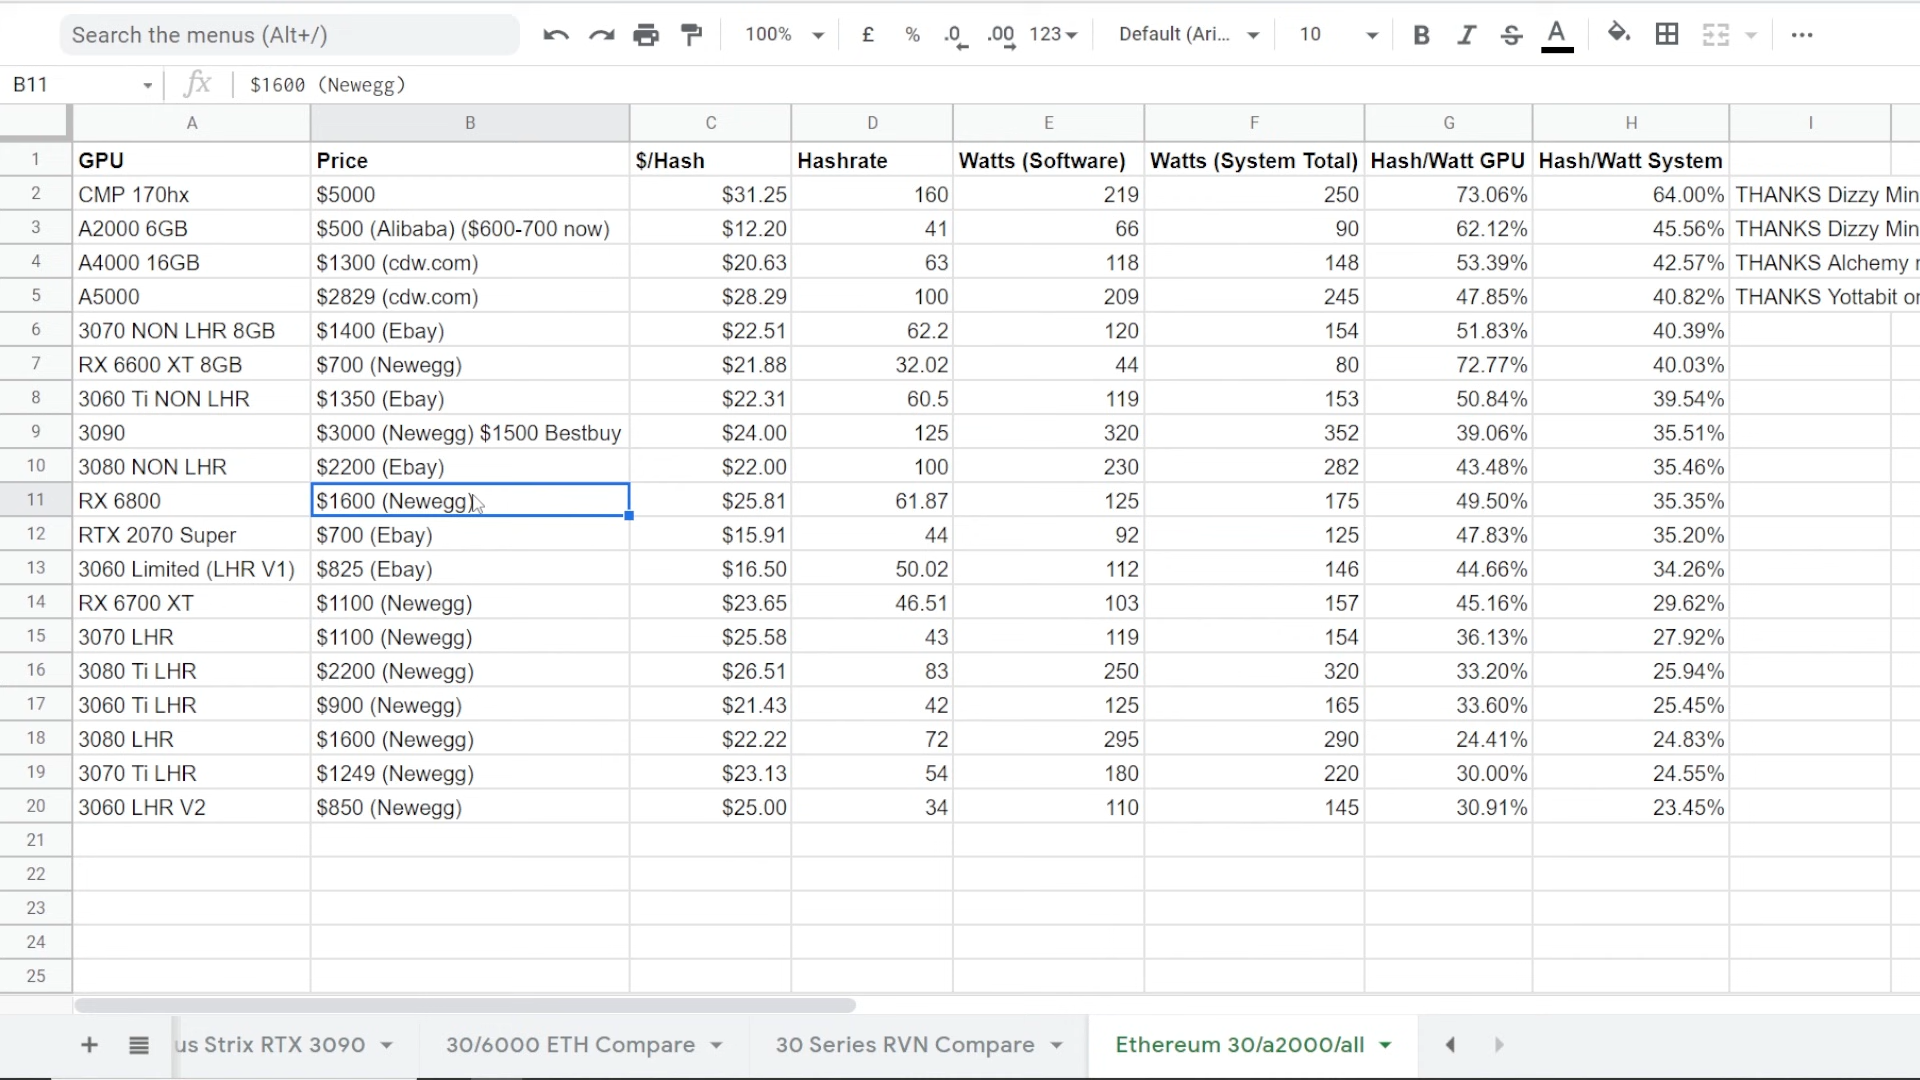 Search the menus (Alt+/) 100% £ % .0 .00 123 Default (Ari... 10 B I S A ...
B11 fx $1600 (Newegg)
A B C D E F G H I
1 GPU Price $/Hash Hashrate Watts (Software) Watts (System Total) Hash/Watt GPU Hash/Watt System
2 CMP 170hx $5000 $31.25 160 219 250 73.06% 64.00% THANKS Dizzy Min
3 A2000 6GB $500 (Alibaba) ($600-700 now) $12.20 41 66 90 62.12% 45.56% THANKS Dizzy Min
4 A4000 16GB $1300 (cdw.com) $20.63 63 118 148 53.39% 42.57% THANKS Alchemy
5 A5000 $2829 (cdw.com) $28.29 100 209 245 47.85% 40.82% THANKS Yottabit
6 3070 NON LHR 8GB $1400 (Ebay) $22.51 62.2 120 154 51.83% 40.39%
7 RX 6600 XT 8GB $700 (Newegg) $21.88 32.02 44 80 72.77% 40.03%
8 3060 Ti NON LHR $1350 (Ebay) $22.31 60.5 119 153 50.84% 39.54%
9 3090 $3000 (Newegg) $1500 Bestbuy $24.00 125 320 352 39.06% 35.51%
10 3080 NON LHR $2200 (Ebay) $22.00 100 230 282 43.48% 35.46%
11 RX 6800 $1600 (Newegg) $25.81 61.87 125 175 49.50% 35.35%
12 RTX 2070 Super $700 (Ebay) $15.91 44 92 125 47.83% 35.20%
13 3060 Limited (LHR V1) $825 (Ebay) $16.50 50.02 112 146 44.66% 34.26%
14 RX 6700 XT $1100 (Newegg) $23.65 46.51 103 157 45.16% 29.62%
15 3070 LHR $1100 (Newegg) $25.58 43 119 154 36.13% 27.92%
16 3080 Ti LHR $2200 (Newegg) $26.51 83 250 320 33.20% 25.94%
17 3060 Ti LHR $900 (Newegg) $21.43 42 125 165 33.60% 25.45%
18 3080 LHR $1600 (Newegg) $22.22 72 295 290 24.41% 24.83%
19 3070 Ti LHR $1249 (Newegg) $23.13 54 180 220 30.00% 24.55%
20 3060 LHR V2 $850 (Newegg) $25.00 34 110 145 30.91% 23.45%
21
22
23
24
25
us Strix RTX 3090 30/6000 ETH Compare 30 Series RVN Compare Ethereum 30/a2000/all